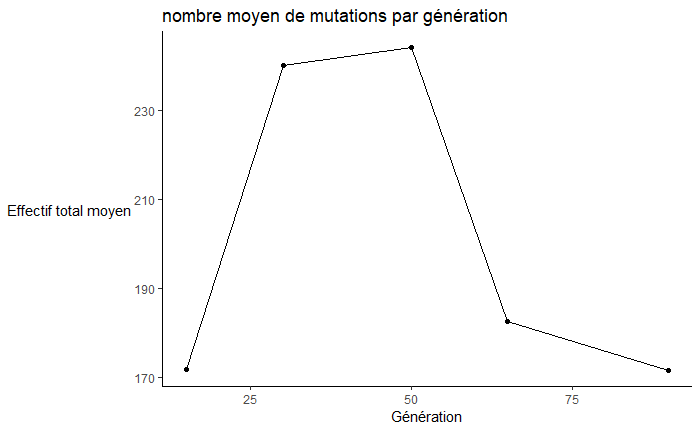 nombre moyen de mutations par génération
Effectif total moyen
230
210
190
170
25
50
75
Génération